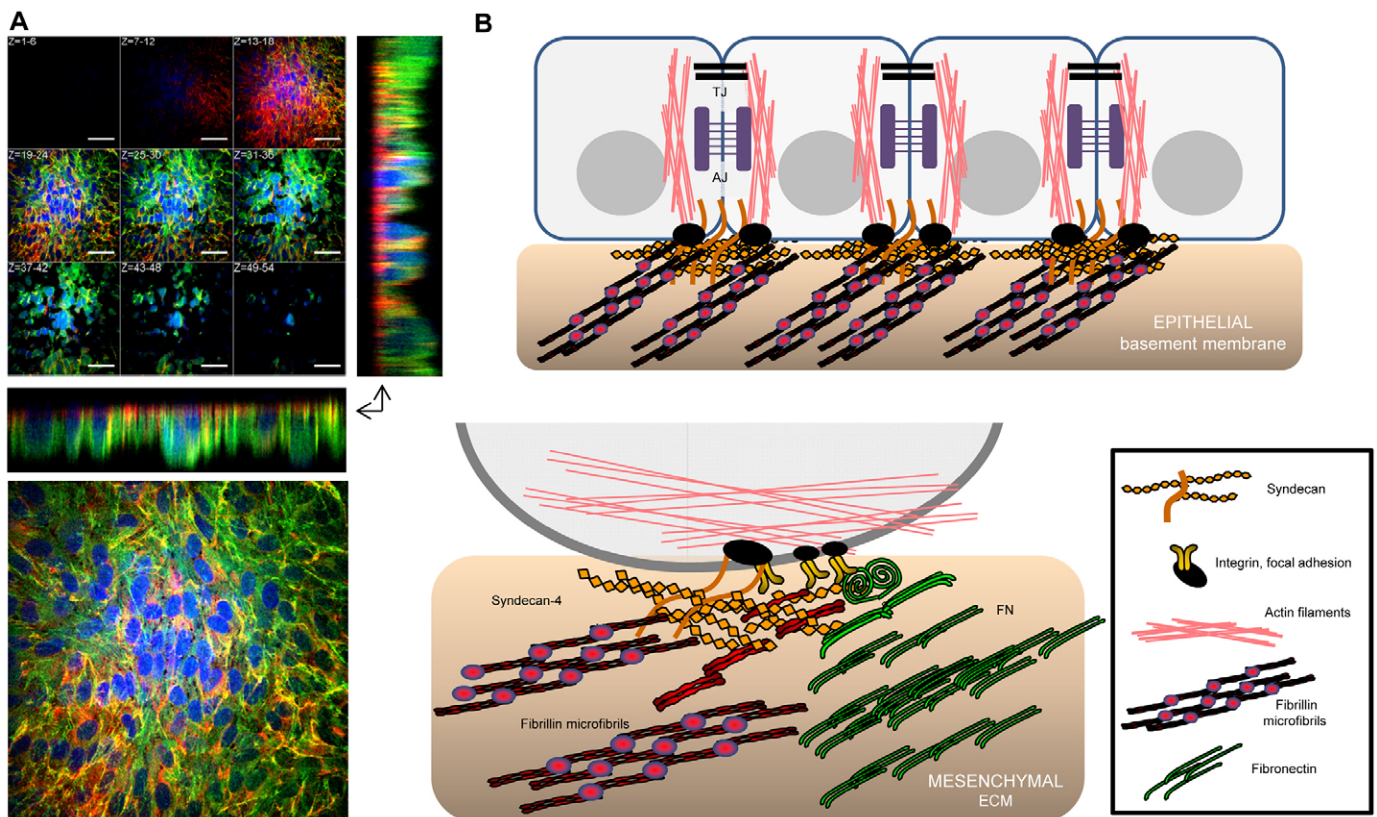 A
Z=1-6
Z=7-12
Z=13-18
Z=19-24
Z=25-30
Z=31-36
Z=37-42
Z=43-48
Z=49-54
B
TJ
AJ
EPITHELIAL
basement membrane
Syndecan-4
FN
Fibrillin microfibrils
MESENCHYMAL
ECM
Syndecan
Integrin, focal adhesion
Actin filaments
Fibrillin
microfibrils
Fibronectin